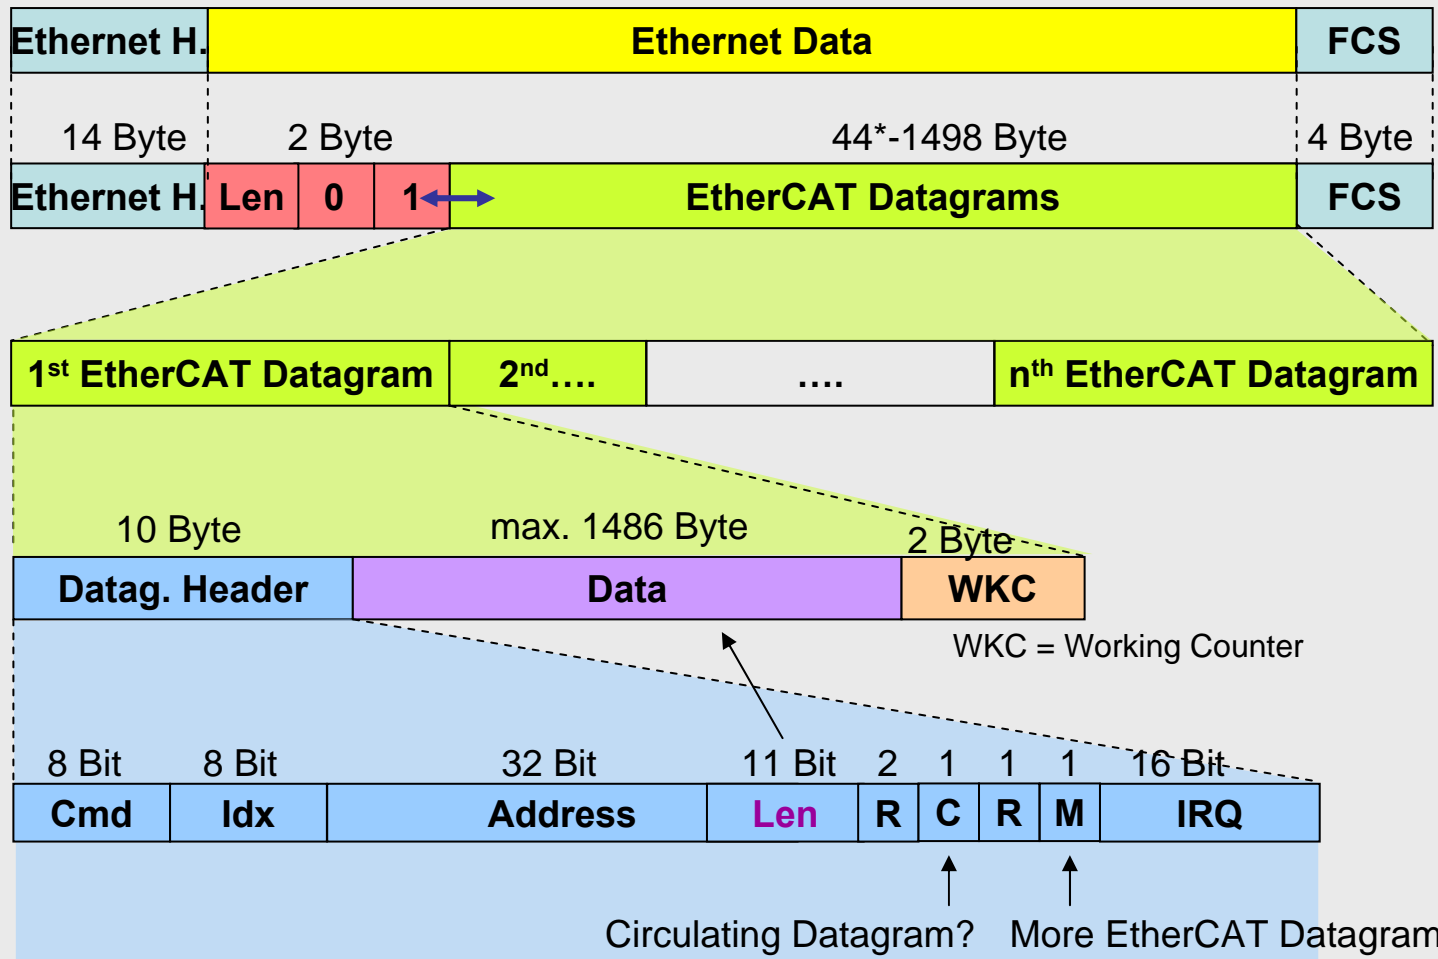 Ethernet H. Ethernet Data FCS
14 Byte 2 Byte 44*-1498 Byte 4 Byte
Ethernet H. Len 0 1 EtherCAT Datagrams FCS
1st EtherCAT Datagram 2nd…. …. nth EtherCAT Datagram
10 Byte max. 1486 Byte 2 Byte
Datag. Header Data WKC
WKC = Working Counter
8 Bit 8 Bit 32 Bit 11 Bit 2 1 1 1 16 Bit
Cmd Idx Address Len R C R M IRQ
Circulating Datagram? More EtherCAT Datagram